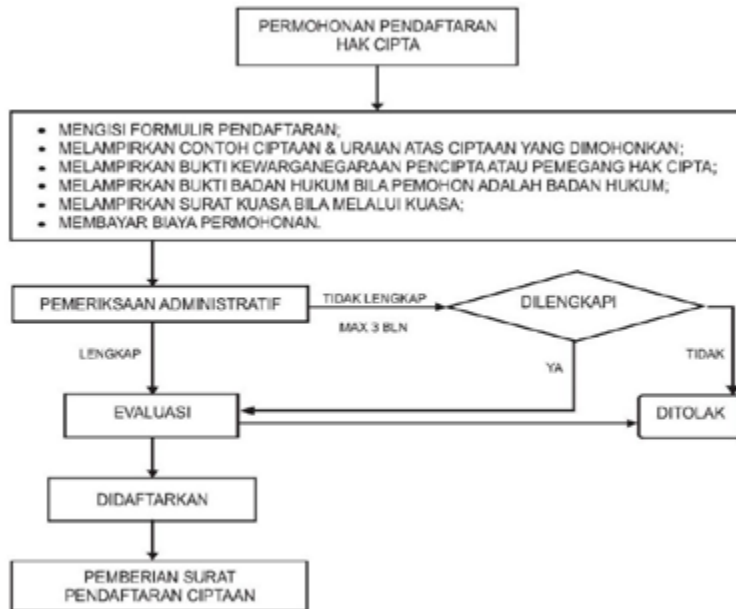 PERMOHONAN PENDAFTARAN
HAK CIPTA
• MENGISI FORMULIR PENDAFTARAN;
• MELAMPIRKAN CONTOH CIPTAAN & URAIAN ATAS CIPTAAN YANG DIMOHONKAN;
• MELAMPIRKAN BUKTI KEWARGANEGARAAN PENCIPTA ATAU PEMEGANG HAK CIPTA;
• MELAMPIRKAN BUKTI BADAN HUKUM BILA PEMOHON ADALAH BADAN HUKUM;
• MELAMPIRKAN SURAT KUASA BILA MELALUI KUASA;
• MEMBAYAR BIAYA PERMOHONAN.
PEMERIKSAAN ADMINISTRATIF
TIDAK LENGKAP
MAX 3 BLN
DILENGKAPI
LENGKAP
YA
TIDAK
EVALUASI
DITOLAK
DIDAFTARKAN
PEMBERIAN SURAT
PENDAFTARAN CIPTAAN